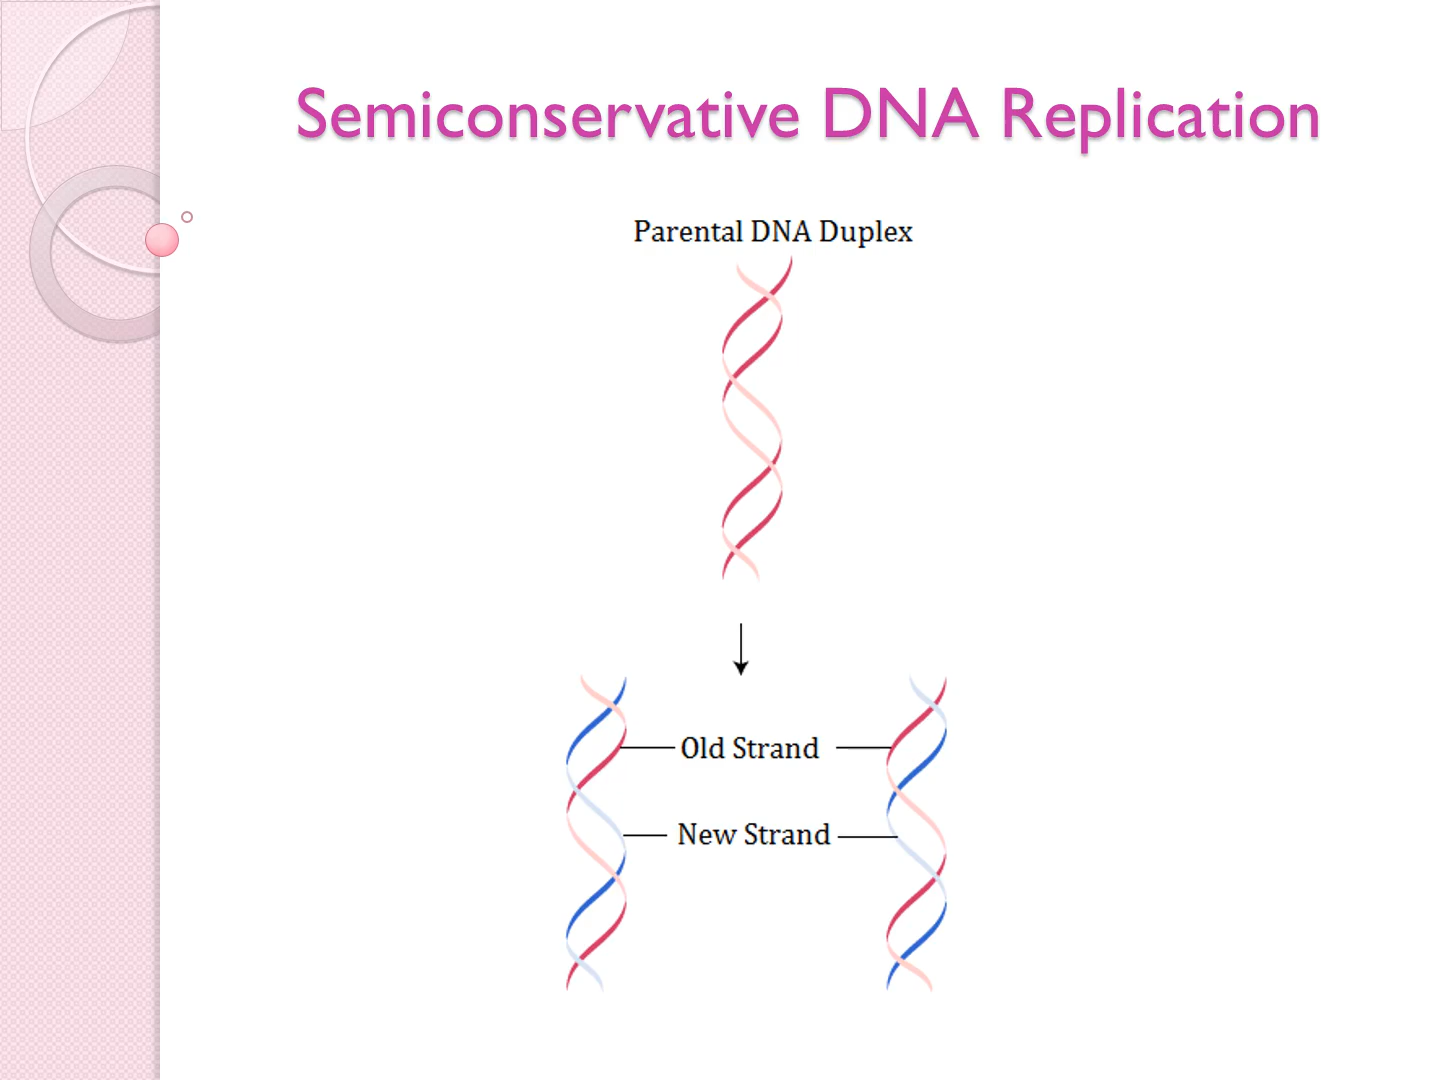 Semiconservative DNA Replication
Parental DNA Duplex
Old Strand
New Strand